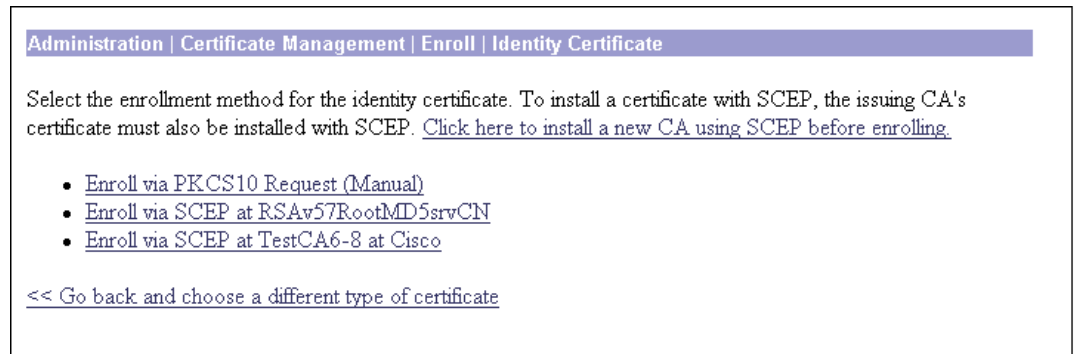 Administration | Certificate Management | Enroll | Identity Certificate
Select the enrollment method for the identity certificate. To install a certificate with SCEP, the issuing CA's
certificate must also be installed with SCEP. Click here to install a new CA using SCEP before enrolling.
• Enroll via PKCS10 Request (Manual)
• Enroll via SCEP at RSAv57RootMD5srvCN
• Enroll via SCEP at TestCA6-8 at Cisco
<< Go back and choose a different type of certificate